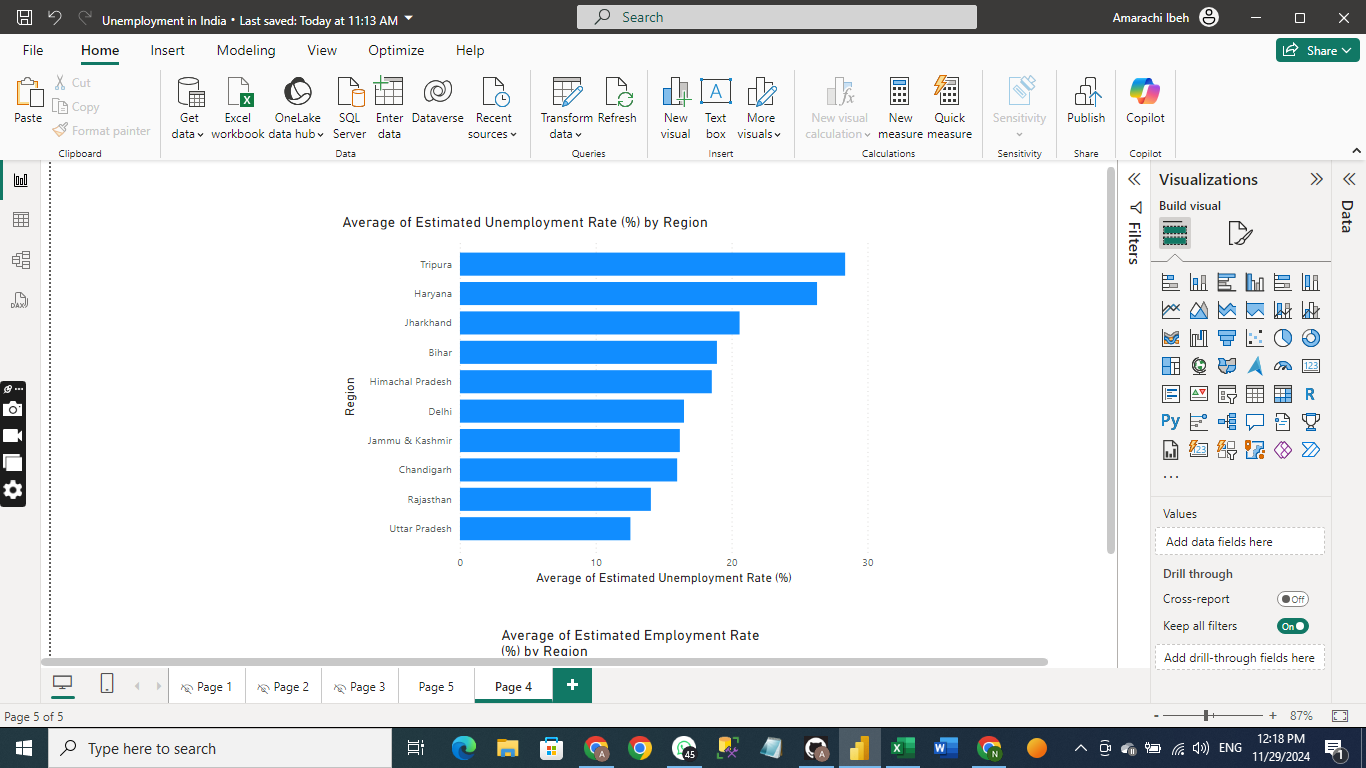 Unemployment in India • Last saved: Today at 11:13 AM
Search
Amarachi Ibeh
File Home Insert Modeling View Optimize Help
Share
Paste
Cut
Copy
Format painter
Clipboard
Get data
Excel workbook
OneLake data hub
SQL Server
Enter data
Dataverse
Recent sources
Data
Transform data
Refresh
Queries
New visual
Text box
More visuals
Insert
New visual calculation
New measure
Quick measure
Calculations
Sensitivity
Sensitivity
Publish
Share
Copilot
Copilot
DAX
Average of Estimated Unemployment Rate (%) by Region
Region
Tripura
Haryana
Jharkhand
Bihar
Himachal Pradesh
Delhi
Jammu & Kashmir
Chandigarh
Rajasthan
Uttar Pradesh
0 10 20 30
Average of Estimated Unemployment Rate (%)
Average of Estimated Employment Rate
(%) by Region
Filters
Visualizations
Build visual
123
R
Py
123
...
Values
Add data fields here
Drill through
Cross-report
Off
Keep all filters
On
Add drill-through fields here
Data
Page 1 Page 2 Page 3 Page 5 Page 4 +
Page 5 of 5
- + 87%
Type here to search
A
45
A
N
ENG
12:18 PM
11/29/2024
1